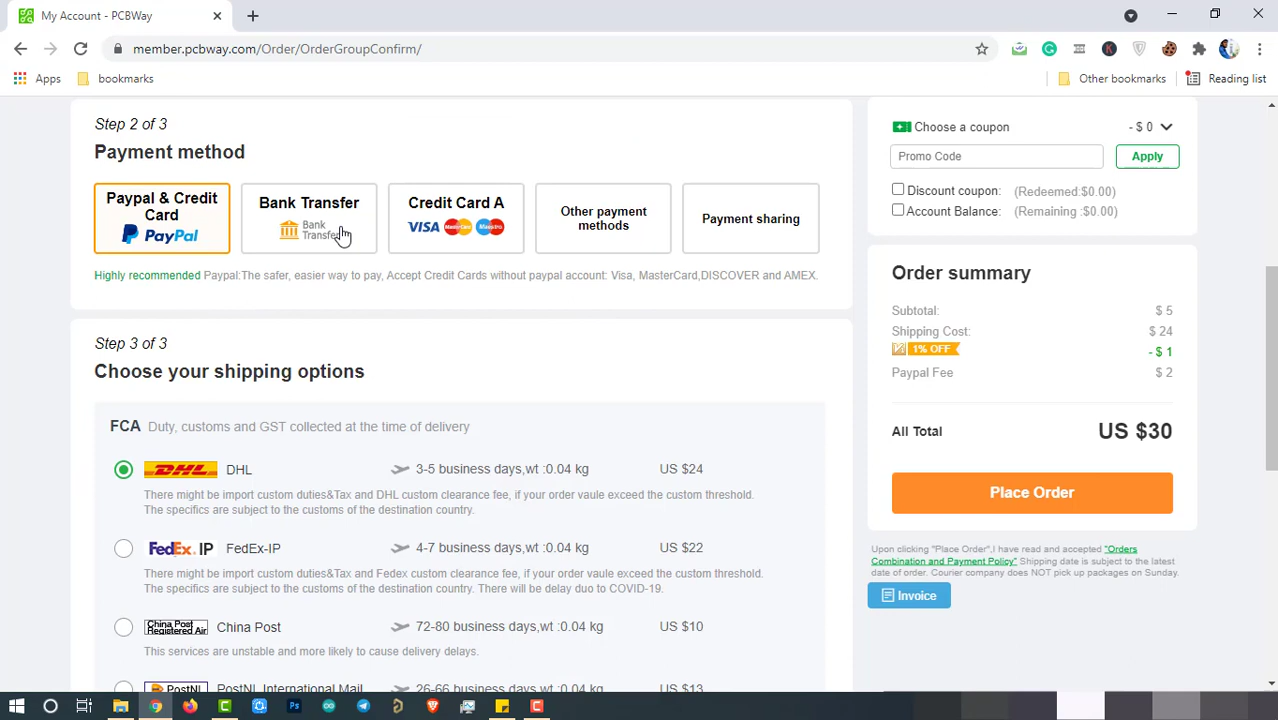 My Account - PCBWay
member.pcbway.com/Order/OrderGroupConfirm/
Apps
bookmarks
Other bookmarks
Reading list
Step 2 of 3
Payment method
Paypal & Credit
Card
PayPal
Bank Transfer
Bank
Transfer
Credit Card A
VISA
Other payment
methods
Payment sharing
Highly recommended Paypal:The safer, easier way to pay, Accept Credit Cards without paypal account: Visa, MasterCard,DISCOVER and AMEX.
Step 3 of 3
Choose your shipping options
FCA Duty, customs and GST collected at the time of delivery
DHL DHL 3-5 business days,wt :0.04 kg US $24
There might be import custom duties&Tax and DHL custom clearance fee, if your order vaule exceed the custom threshold.
The specifics are subject to the customs of the destination country.
FedEx IP FedEx-IP 4-7 business days,wt :0.04 kg US $22
There might be import custom duties&Tax and Fedex custom clearance fee, if your order vaule exceed the custom threshold.
The specifics are subject to the customs of the destination country. There will be delay duo to COVID-19.
China Post
Registered Air
China Post 72-80 business days,wt :0.04 kg US $10
This services are unstable and more likely to cause delivery delays.
PostNL PostNL International Mail 26-66 business days,wt :0.04 kg US $13
Choose a coupon - $ 0
Promo Code
Apply
Discount coupon: (Redeemed:$0.00)
Account Balance: (Remaining :$0.00)
Order summary
Subtotal: $ 5
Shipping Cost: $ 24
1% OFF - $ 1
Paypal Fee $ 2
All Total US $30
Place Order
Upon clicking "Place Order",I have read and accepted "Orders
Combination and Payment Policy" Shipping date is subject to the latest
date of order. Courier company does NOT pick up packages on Sunday.
Invoice